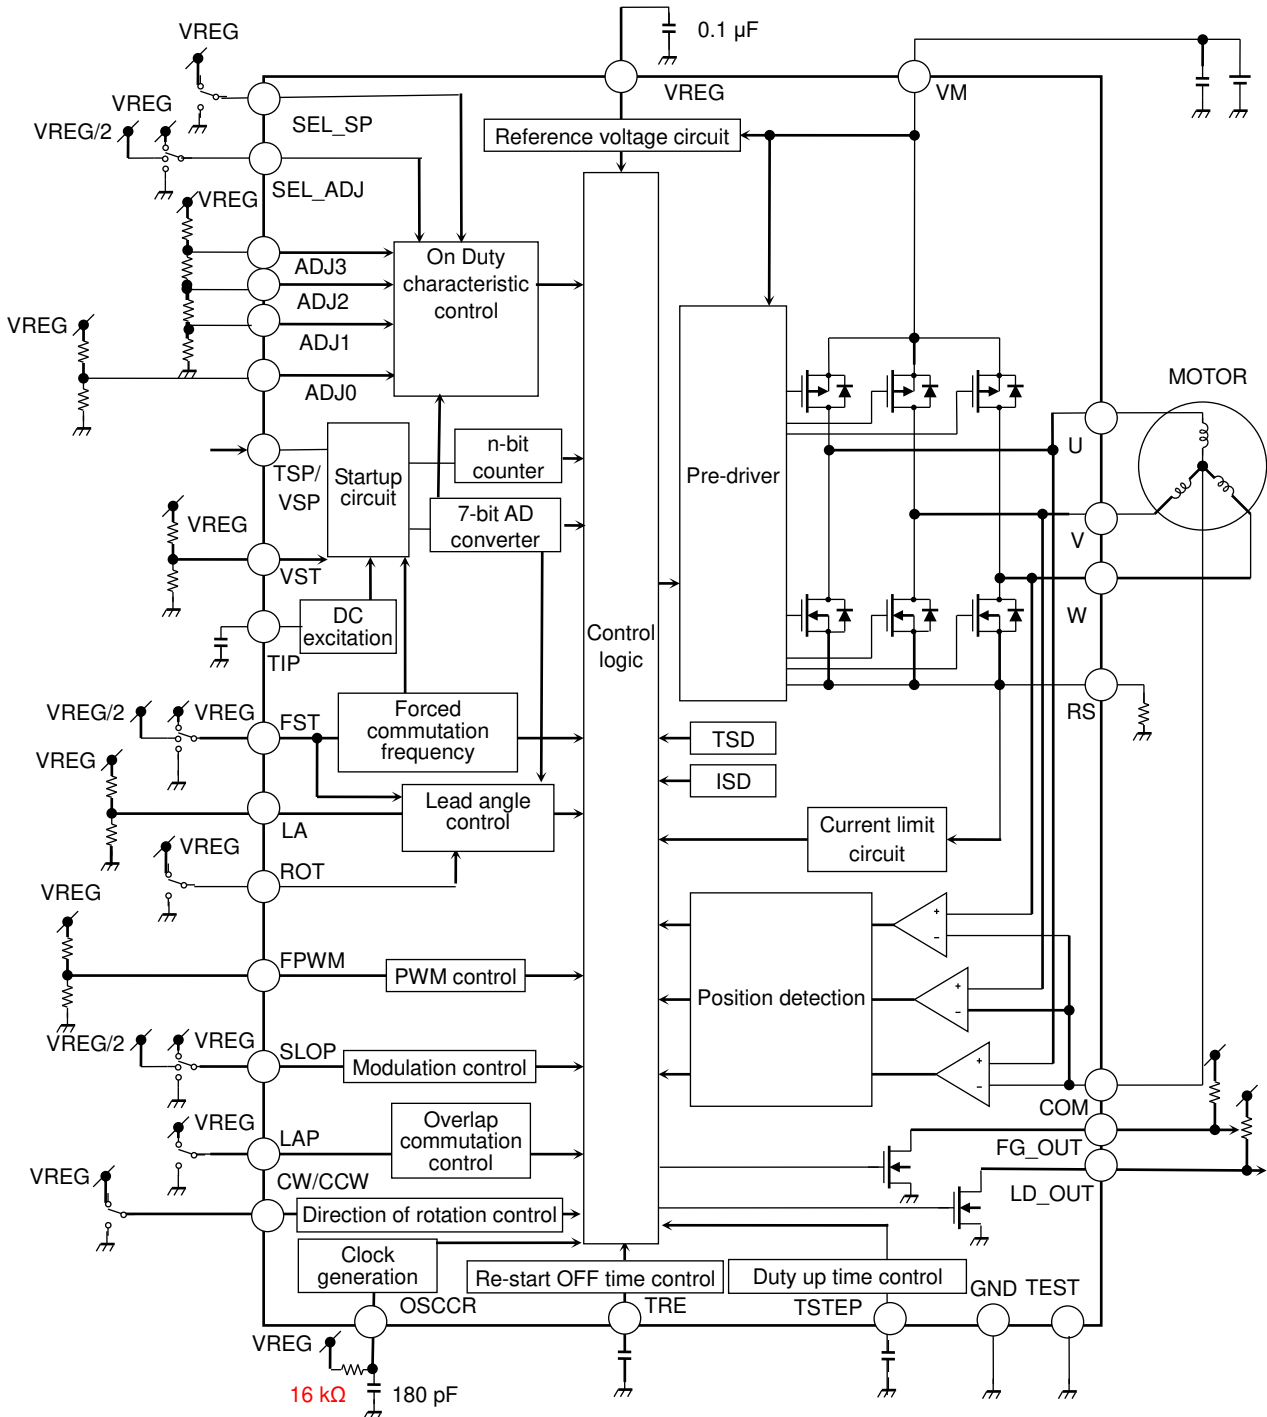 VREG
0.1 µF
VREG
VREG
VM
VREG/2
SEL_SP
Reference voltage circuit
SEL_ADJ
VREG
ADJ3
On Duty
characteristic
control
ADJ2
VREG
ADJ1
ADJ0
MOTOR
U
TSP/
VSP
Startup
circuit
n-bit
counter
Pre-driver
VREG
7-bit AD
converter
V
VST
DC
excitation
W
Control
logic
TIP
VREG/2
VREG
FST
Forced
commutation
frequency
RS
TSD
VREG
ISD
LA
Lead angle
control
Current limit
circuit
VREG
ROT
VREG
+
−
FPWM
PWM control
Position detection
+
−
VREG/2
VREG
SLOP
Modulation control
+
−
COM
VREG
LAP
Overlap
commutation
control
FG_OUT
VREG
CW/CCW
LD_OUT
Direction of rotation control
Clock
generation
Re-start OFF time control
Duty up time control
GND
TEST
OSCCR
TRE
TSTEP
VREG
16 kΩ
180 pF